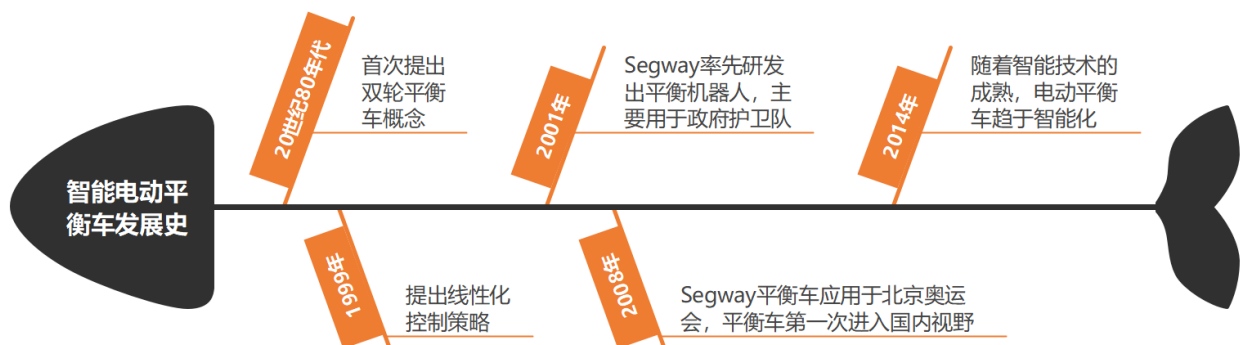 智能电动平
衡车发展史
20世纪80年代
首次提出
双轮平衡
车概念
1999年
提出线性化
控制策略
2001年
Segway率先研发
出平衡机器人，主
要用于政府护卫队
2008年
Segway平衡车应用于北京奥运
会，平衡车第一次进入国内视野
2014年
随着智能技术的
成熟，电动平衡
车趋于智能化